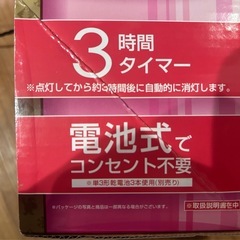 3時間
タイマー
※点灯してから約3時間後に自動的に消灯します。
電池式で
コンセント不要
※単3形乾電池3本使用(別売り)
※パッケージの写真と商品は一部異なる場合がございます。
※取扱説明書を